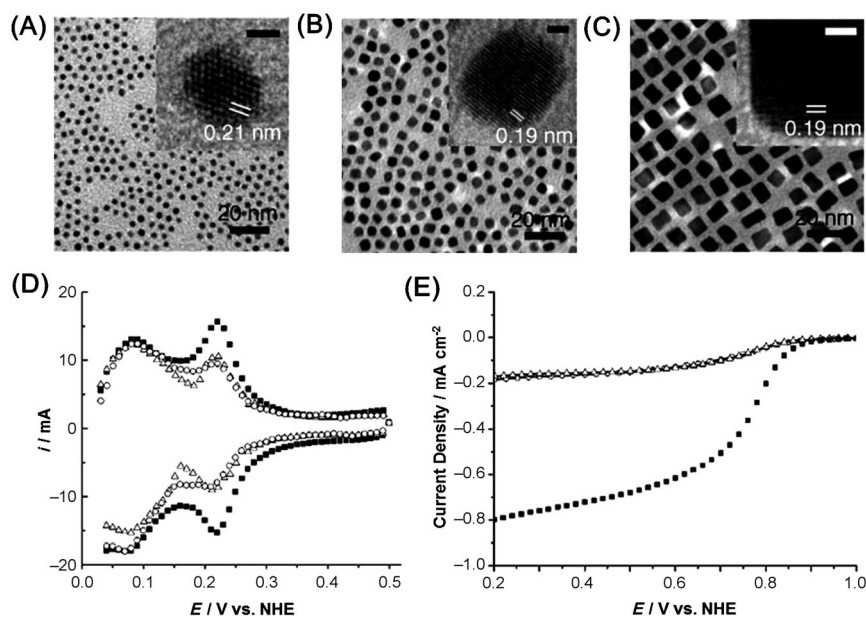 (A)
0.21 nm
20 nm
(B)
0.19 nm
20 nm
(C)
0.19 nm
20 nm
(D)
20
10
0
–10
–20
i / mA
0.0 0.1 0.2 0.3 0.4 0.5
E / V vs. NHE
(E)
0.0
–0.2
–0.4
–0.6
–0.8
–1.0
Current Density / mA cm⁻²
0.2 0.4 0.6 0.8 1.0
E / V vs. NHE